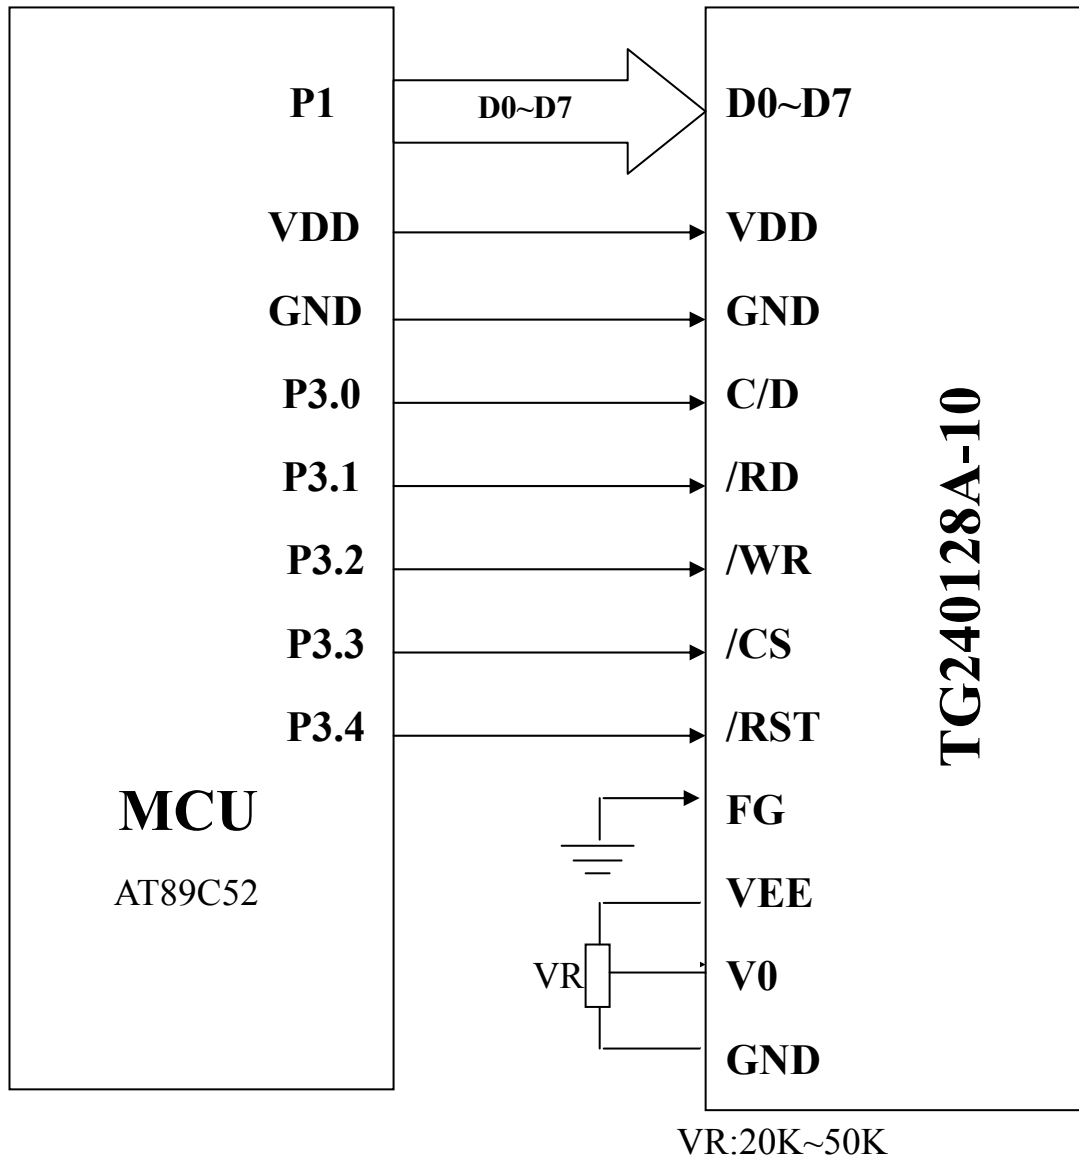 P1 D0~D7 D0~D7
VDD VDD
GND GND
P3.0 C/D
P3.1 /RD
P3.2 /WR
P3.3 /CS
P3.4 /RST
TG240128A-10
MCU
FG
AT89C52
VEE
VR V0
GND
VR:20K~50K